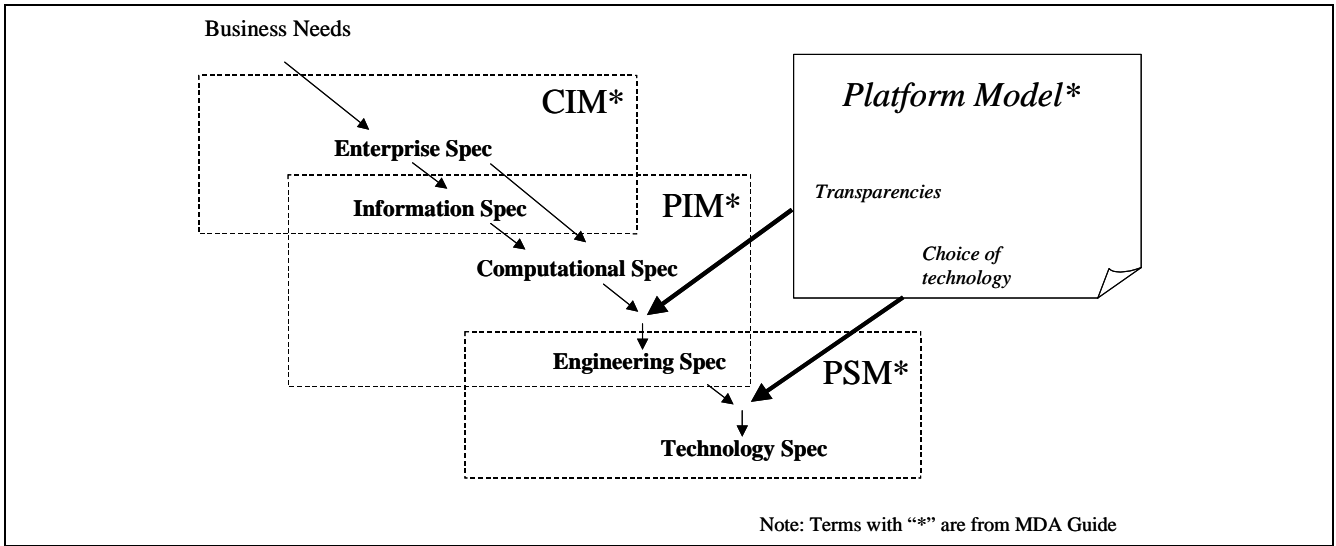 Business Needs
CIM*
Platform Model*
Enterprise Spec
Transparencies
Information Spec
PIM*
Choice of
technology
Computational Spec
Engineering Spec
PSM*
Technology Spec
Note: Terms with “*” are from MDA Guide